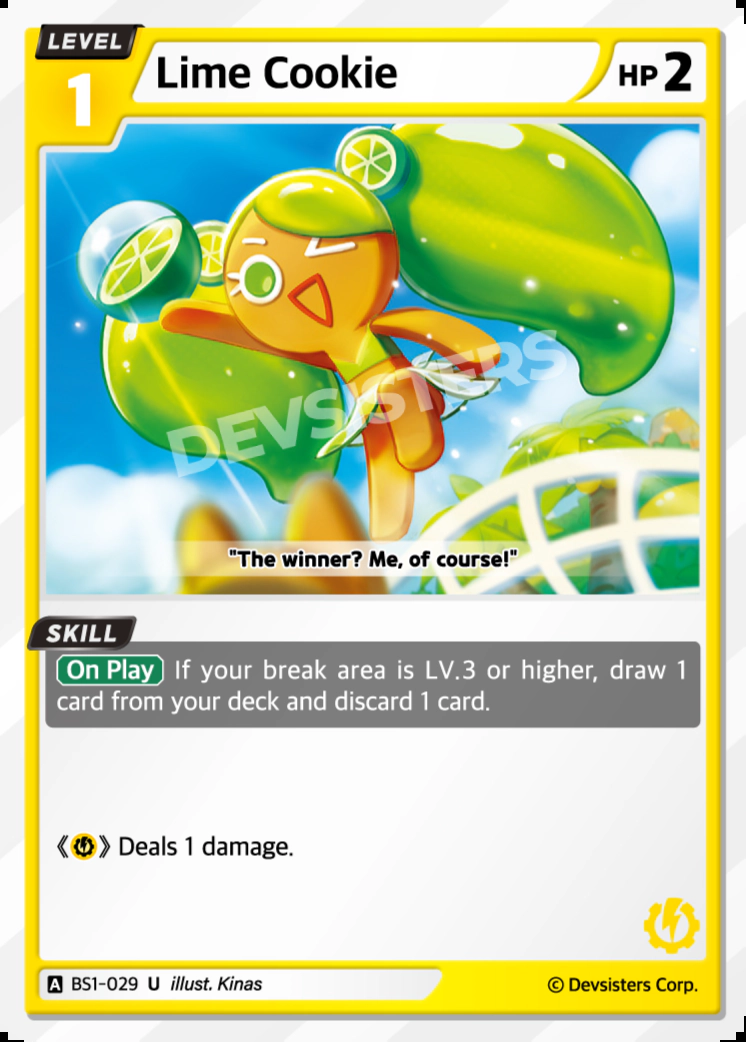 LEVEL
1
Lime Cookie
HP 2
DEVSISTERS
"The winner? Me, of course!"
SKILL
On Play If your break area is LV.3 or higher, draw 1
card from your deck and discard 1 card.
《》 Deals 1 damage.
A BS1-029 U illust. Kinas
© Devsisters Corp.